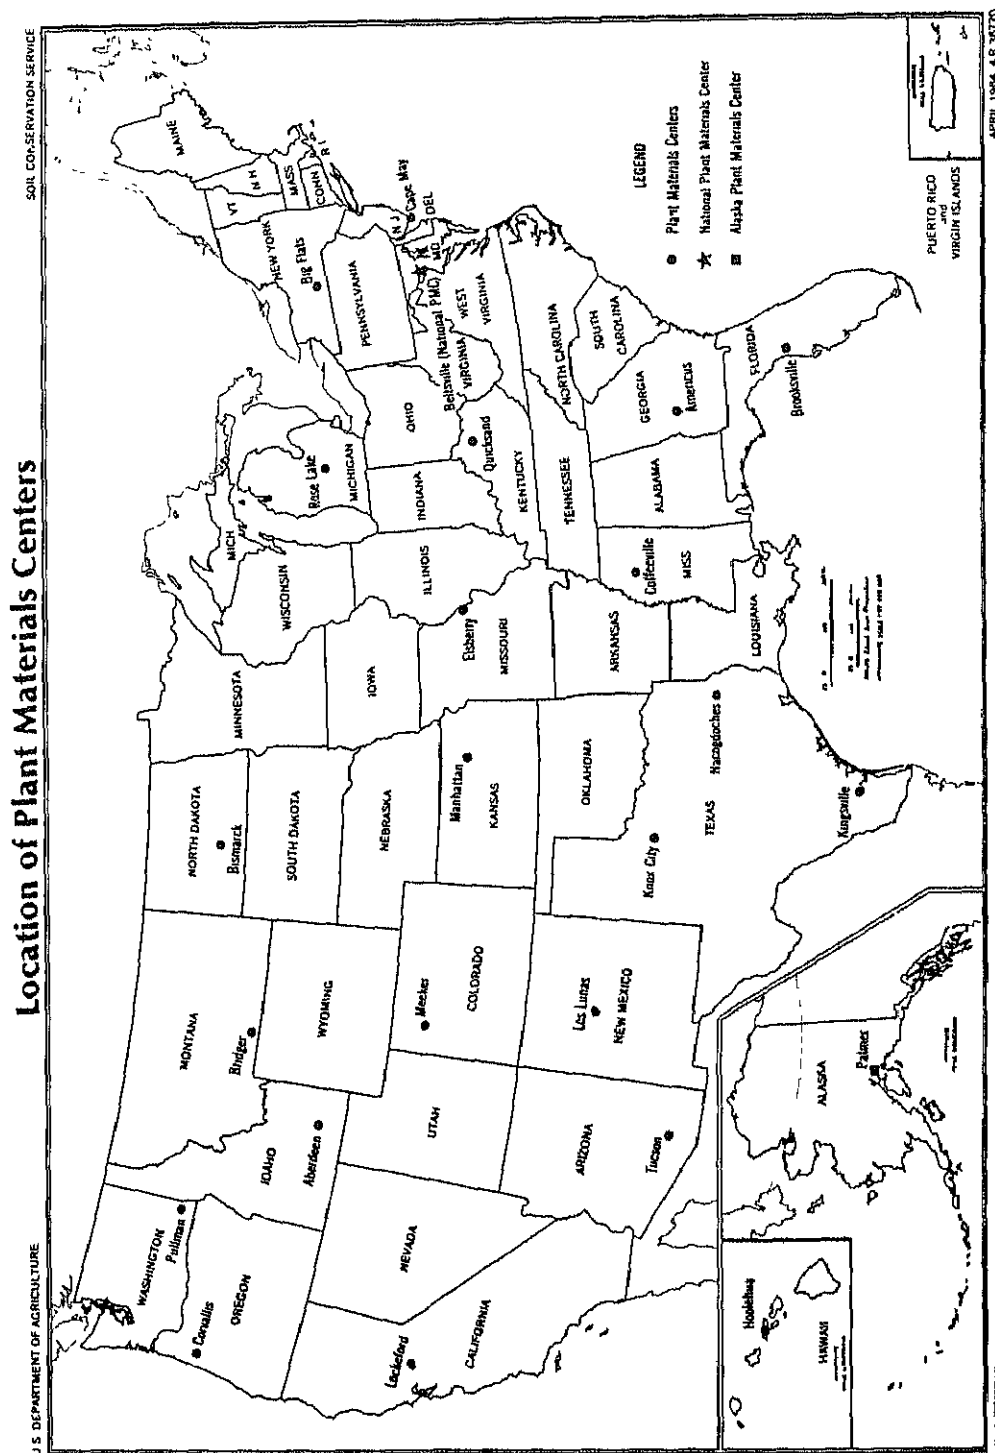 Location of Plant Materials Centers
U S DEPARTMENT OF AGRICULTURE
SOIL CONSERVATION SERVICE
WASHINGTON
Pullman
Corvallis
OREGON
IDAHO
Aberdeen
MONTANA
Bridger
WYOMING
NEVADA
UTAH
Lockeford
CALIFORNIA
ARIZONA
Tucson
Meeker
COLORADO
Los Lunas
NEW MEXICO
NORTH DAKOTA
Bismarck
SOUTH DAKOTA
NEBRASKA
Manhattan
KANSAS
OKLAHOMA
Knox City
TEXAS
Nacogdoches
Kingsville
MINNESOTA
IOWA
Elsberry
MISSOURI
ARKANSAS
LOUISIANA
WISCONSIN
ILLINOIS
MICH
Rose Lake
MICHIGAN
INDIANA
OHIO
Quicksand
KENTUCKY
TENNESSEE
Coffeeville
MISS
ALABAMA
GEORGIA
Americus
FLORIDA
Brooksville
NORTH CAROLINA
SOUTH
CAROLINA
Beltsville (National PMC)
VIRGINIA
WEST
VIRGINIA
PENNSYLVANIA
NEW YORK
Big Flats
VT
N H
MAINE
MASS
CONN
R I
N J
Cape May
DEL
MD
LEGEND
Plant Materials Centers
National Plant Materials Center
Alaska Plant Materials Center
Hoolehua
HAWAII
ALASKA
Palmer
PUERTO RICO
and
VIRGIN ISLANDS
APRIL 1984